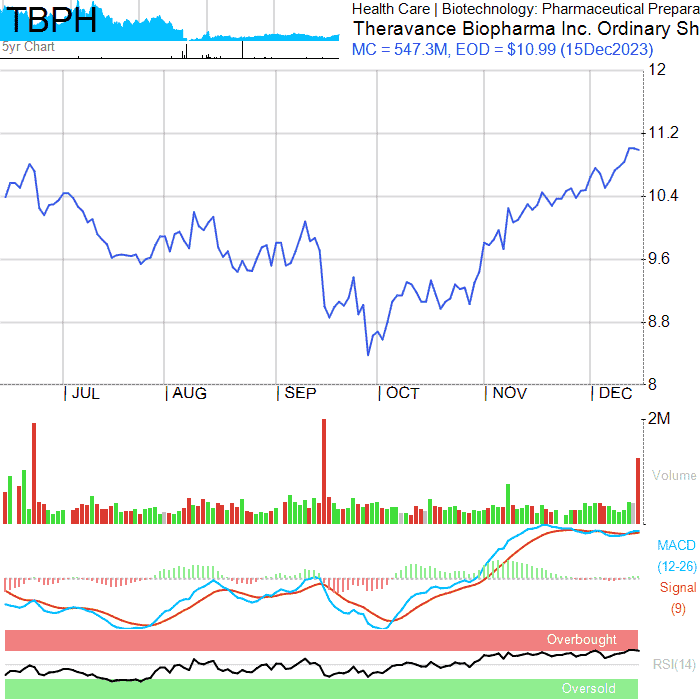 TBPH
5yr Chart
Health Care | Biotechnology: Pharmaceutical Prepara
Theravance Biopharma Inc. Ordinary Sh
MC = 547.3M, EOD = $10.99 (15Dec2023)
12
11.2
10.4
9.6
8.8
8
JUL
AUG
SEP
OCT
NOV
DEC
2M
Volume
MACD
(12-26)
Signal
(9)
Overbought
RSI(14)
Oversold